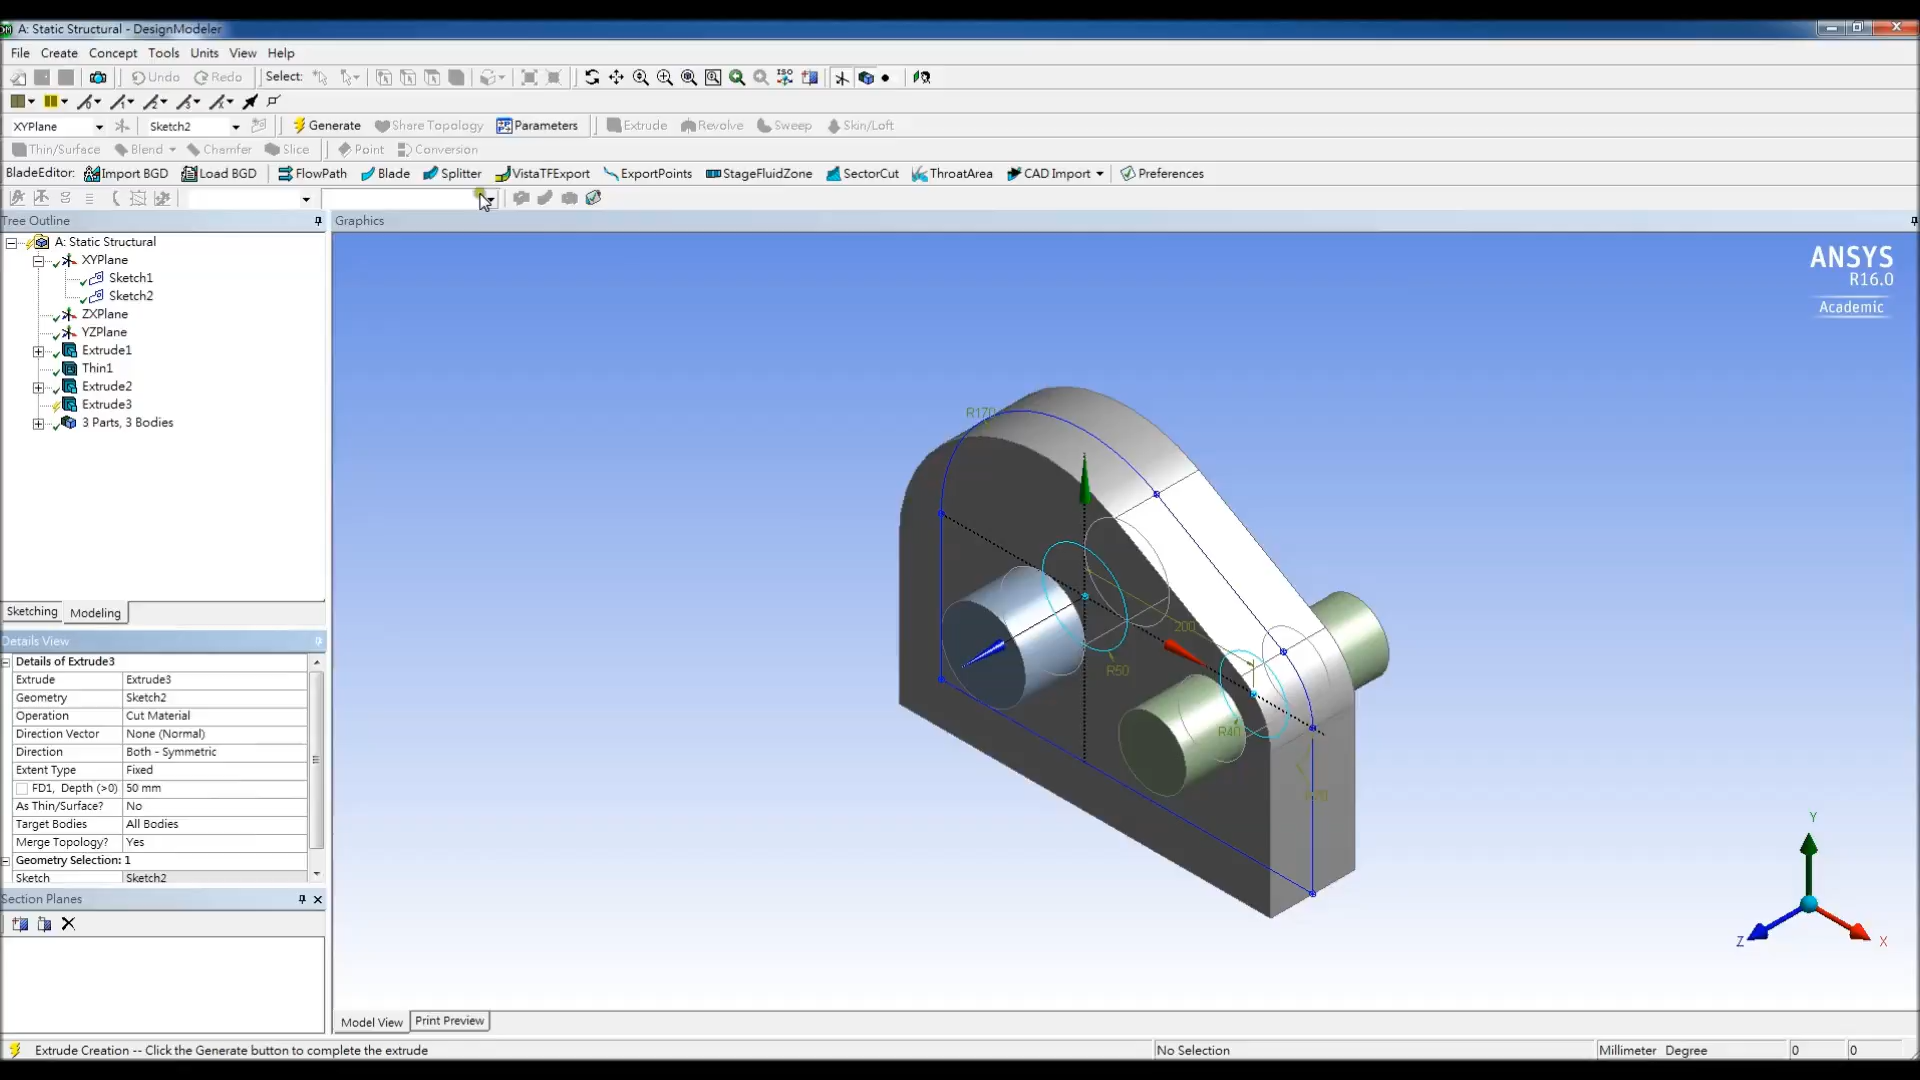 A: Static Structural - DesignModeler
File Create Concept Tools Units View Help
Undo Redo Select: ISO
XYPlane Sketch2 Generate Share Topology Parameters Extrude Revolve Sweep Skin/Loft
Thin/Surface Blend Chamfer Slice Point Conversion
BladeEditor: Import BGD Load BGD FlowPath Blade Splitter VistaTFExport ExportPoints StageFluidZone SectorCut ThroatArea CAD Import Preferences
Tree Outline
A: Static Structural
XYPlane
Sketch1
Sketch2
ZXPlane
YZPlane
Extrude1
Thin1
Extrude2
Extrude3
3 Parts, 3 Bodies
Sketching Modeling
Details View
Details of Extrude3
Extrude Extrude3
Geometry Sketch2
Operation Cut Material
Direction Vector None (Normal)
Direction Both - Symmetric
Extent Type Fixed
FD1, Depth (>0) 50 mm
As Thin/Surface? No
Target Bodies All Bodies
Merge Topology? Yes
Geometry Selection: 1
Sketch Sketch2
Section Planes
Graphics
ANSYS
R16.0
Academic
R170
200
R50
R40
Y
Z
X
Model View Print Preview
Extrude Creation -- Click the Generate button to complete the extrude
No Selection
Millimeter Degree 0 0